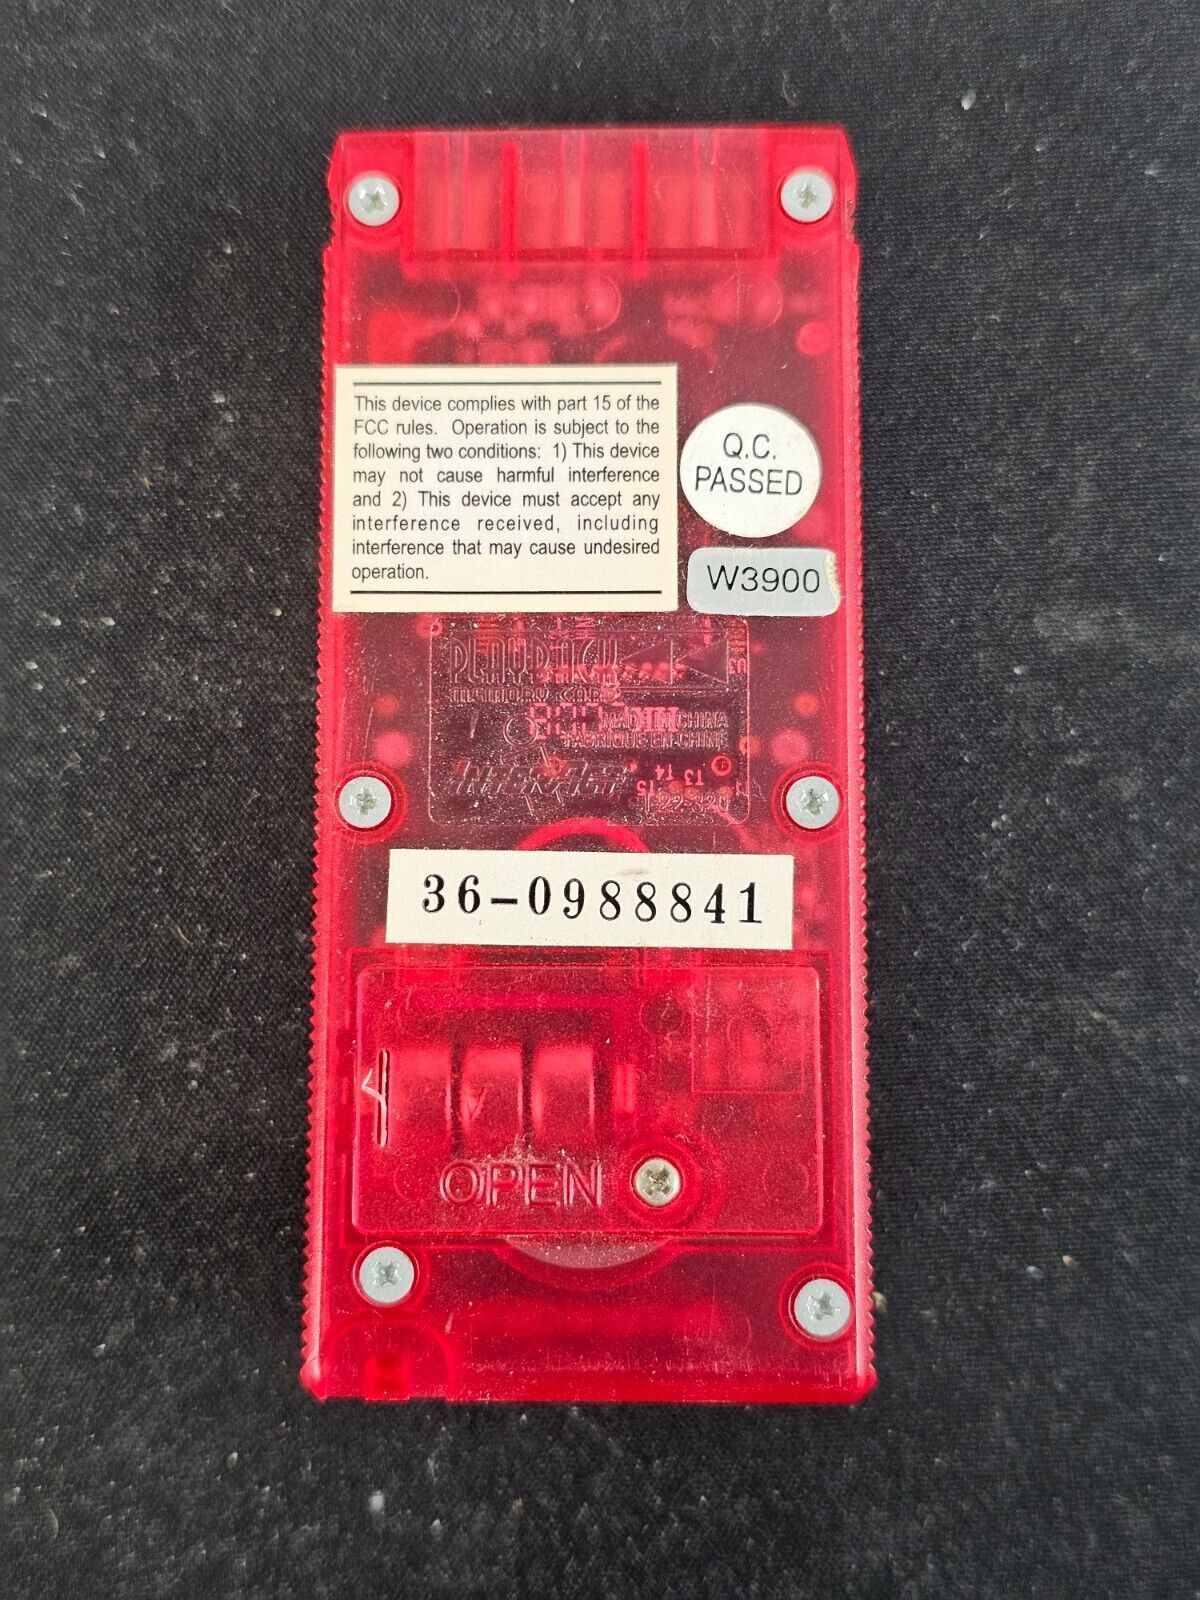 This device complies with part 15 of the
FCC rules. Operation is subject to the
following two conditions: 1) This device
may not cause harmful interference
and 2) This device must accept any
interference received, including
interference that may cause undesired
operation.
Q.C.
PASSED
W3900
MEMORY CARD
MADE IN CHINA
FABRIQUE EN CHINE
INTERACT
36-0988841
OPEN